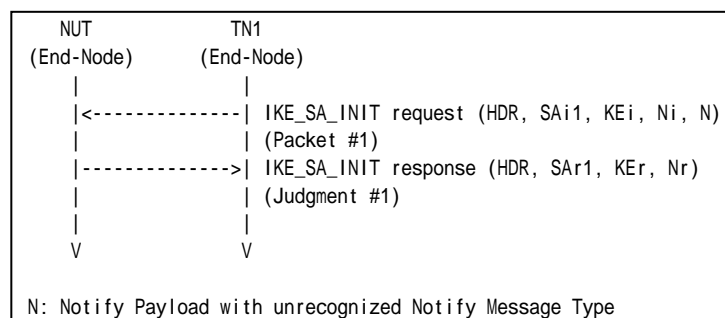 NUT TN1
(End-Node) (End-Node)
| |
|<--------------| IKE_SA_INIT request (HDR, SAi1, KEi, Ni, N)
| | (Packet #1)
|-------------->| IKE_SA_INIT response (HDR, SAr1, KEr, Nr)
| | (Judgment #1)
| |
V V
N: Notify Payload with unrecognized Notify Message Type